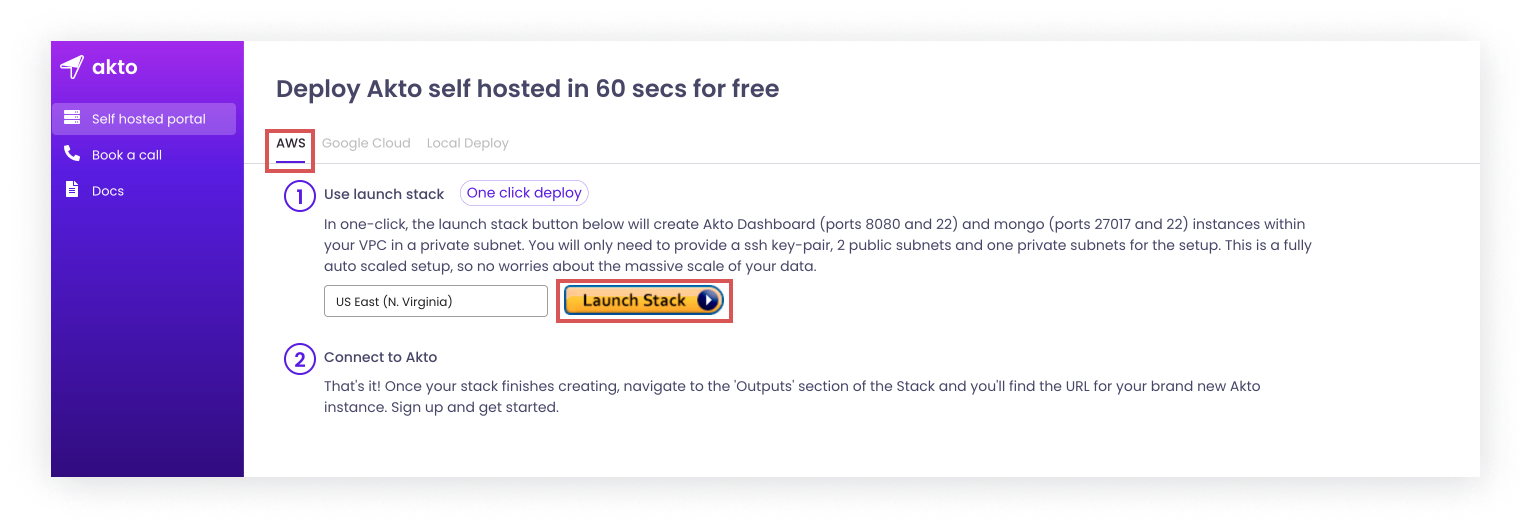 akto
Self hosted portal
Book a call
Docs
Deploy Akto self hosted in 60 secs for free
AWS Google Cloud Local Deploy
1 Use launch stack One click deploy
In one-click, the launch stack button below will create Akto Dashboard (ports 8080 and 22) and mongo (ports 27017 and 22) instances within
your VPC in a private subnet. You will only need to provide a ssh key-pair, 2 public subnets and one private subnets for the setup. This is a fully
auto scaled setup, so no worries about the massive scale of your data.
US East (N. Virginia) Launch Stack
2 Connect to Akto
That's it! Once your stack finishes creating, navigate to the 'Outputs' section of the Stack and you'll find the URL for your brand new Akto
instance. Sign up and get started.